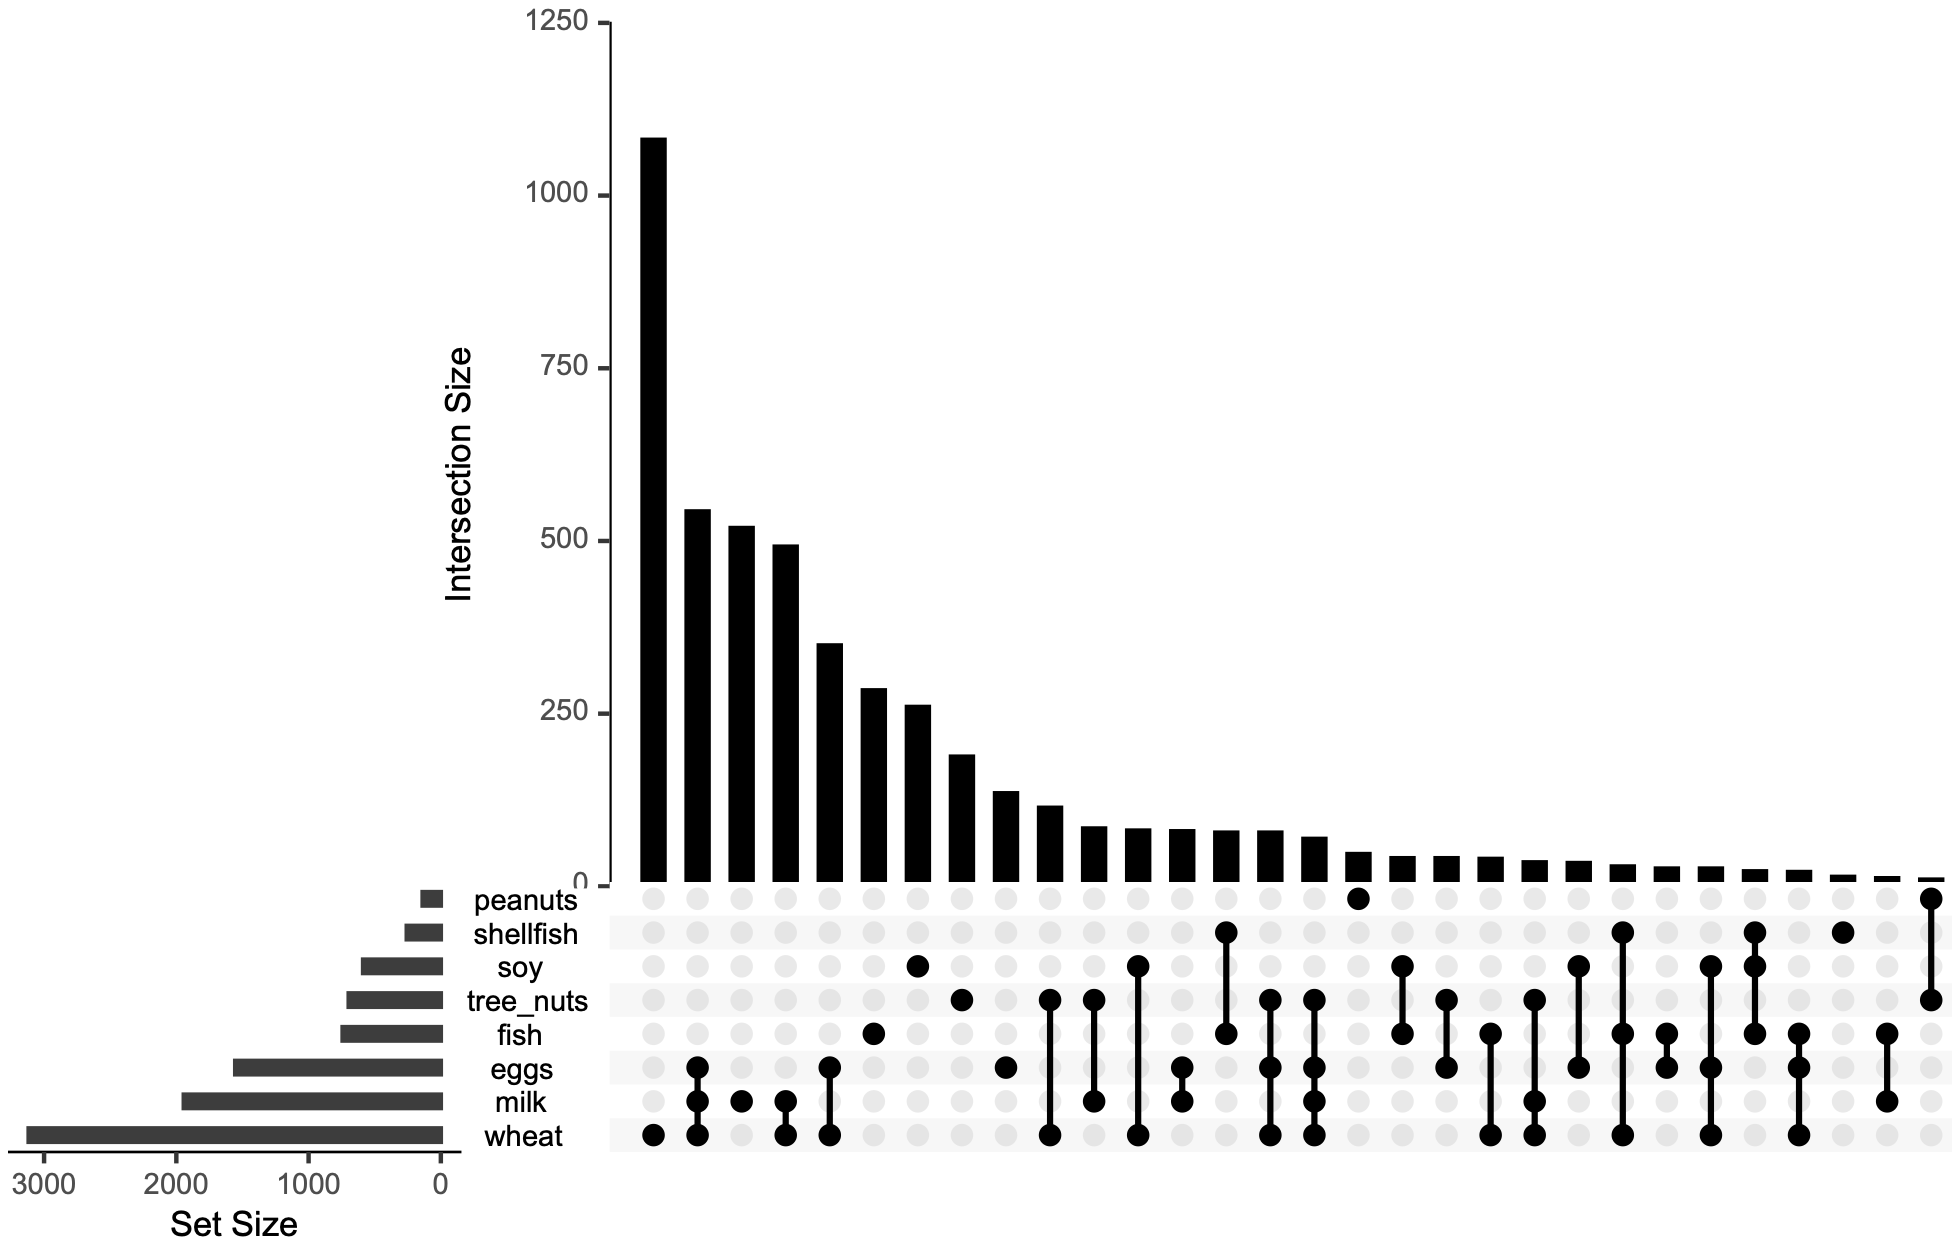 1250
1000
750
500
250
0
Intersection Size
peanuts
shellfish
soy
tree_nuts
fish
eggs
milk
wheat
3000 2000 1000 0
Set Size